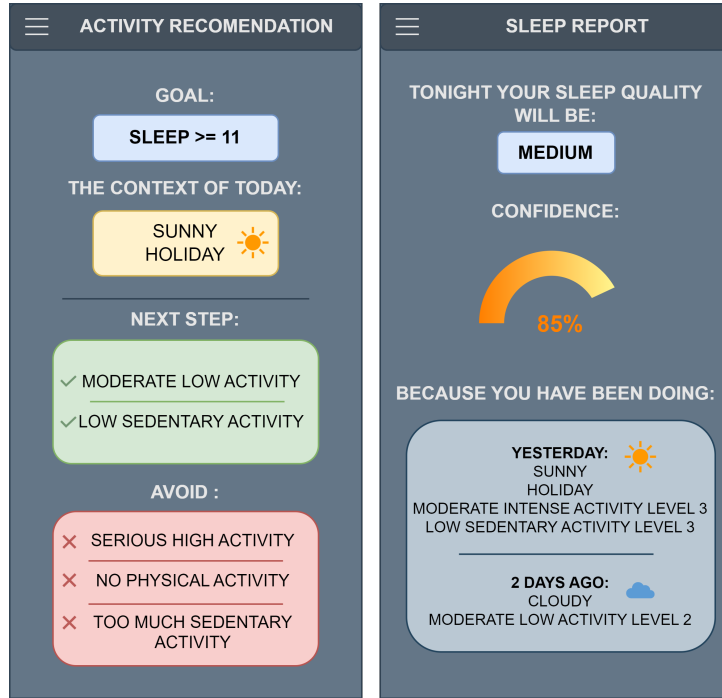 ACTIVITY RECOMENDATION
GOAL:
SLEEP >= 11
THE CONTEXT OF TODAY:
SUNNY
HOLIDAY
NEXT STEP:
MODERATE LOW ACTIVITY
LOW SEDENTARY ACTIVITY
AVOID :
SERIOUS HIGH ACTIVITY
NO PHYSICAL ACTIVITY
TOO MUCH SEDENTARY
ACTIVITY
SLEEP REPORT
TONIGHT YOUR SLEEP QUALITY
WILL BE:
MEDIUM
CONFIDENCE:
85%
BECAUSE YOU HAVE BEEN DOING:
YESTERDAY:
SUNNY
HOLIDAY
MODERATE INTENSE ACTIVITY LEVEL 3
LOW SEDENTARY ACTIVITY LEVEL 3
2 DAYS AGO:
CLOUDY
MODERATE LOW ACTIVITY LEVEL 2